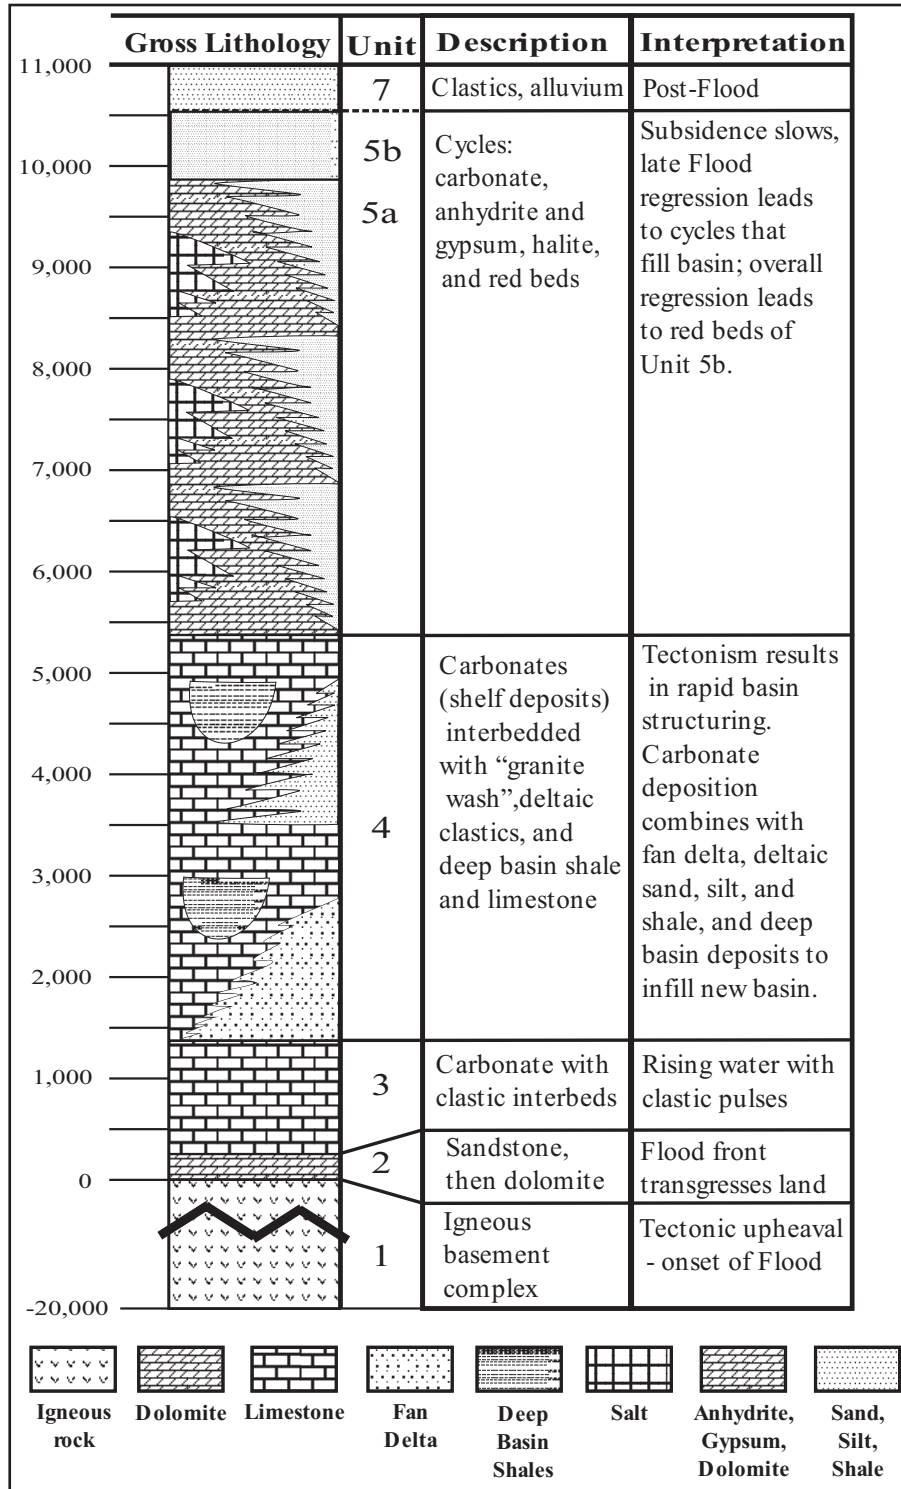 Gross Lithology Unit Description Interpretation
11,000
7 Clastics, alluvium Post-Flood
10,000
9,000
8,000
7,000
6,000
5b
5a
Cycles:
carbonate,
anhydrite and
gypsum, halite,
and red beds
Subsidence slows,
late Flood
regression leads
to cycles that
fill basin; overall
regression leads
to red beds of
Unit 5b.
5,000
4,000
3,000
2,000
4
Carbonates
(shelf deposits)
interbedded
with “granite
wash”,deltaic
clastics, and
deep basin shale
and limestone
Tectonism results
in rapid basin
structuring.
Carbonate
deposition
combines with
fan delta, deltaic
sand, silt, and
shale, and deep
basin deposits to
infill new basin.
1,000
3
Carbonate with
clastic interbeds
Rising water with
clastic pulses
0
2
Sandstone,
then dolomite
Flood front
transgresses land
1
Igneous
basement
complex
Tectonic upheaval
- onset of Flood
-20,000
Igneous
rock
Dolomite
Limestone
Fan
Delta
Deep
Basin
Shales
Salt
Anhydrite,
Gypsum,
Dolomite
Sand,
Silt,
Shale